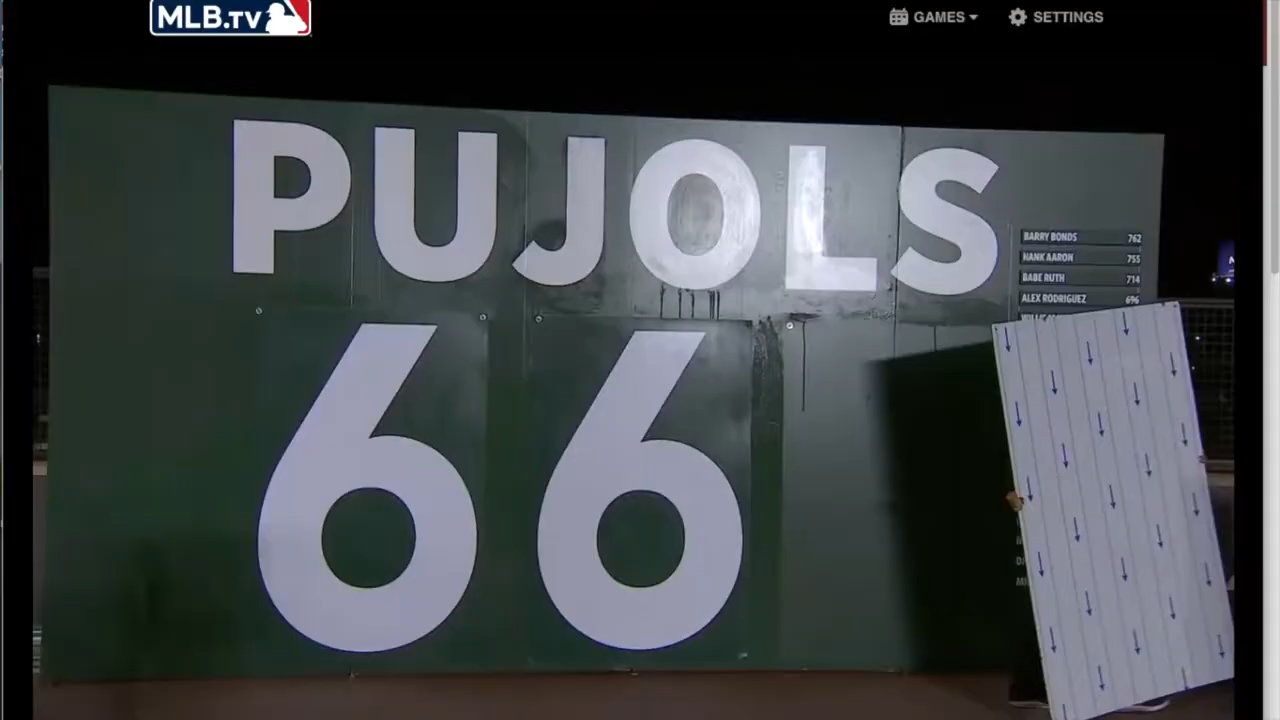 MLB.TV
GAMES SETTINGS
PUJOLS
66
BARRY BONDS 762
HANK AARON 755
BABE RUTH 714
ALEX RODRIGUEZ 696